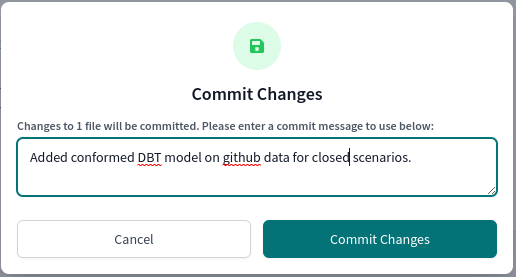 Commit Changes
Changes to 1 file will be committed. Please enter a commit message to use below:
Added conformed DBT model on github data for closed scenarios.
Cancel
Commit Changes